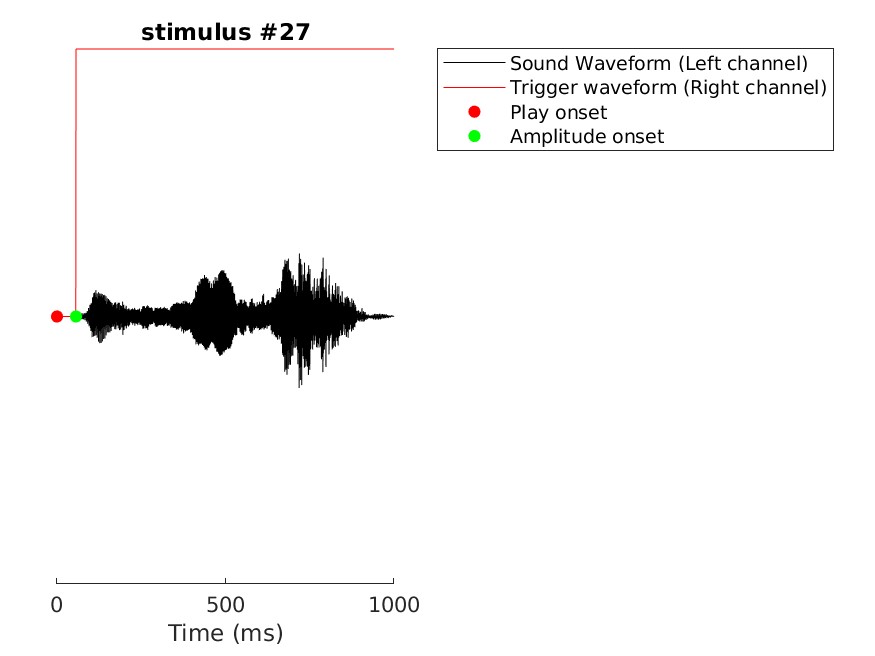 stimulus #27
Sound Waveform (Left channel)
Trigger waveform (Right channel)
Play onset
Amplitude onset
0 500 1000
Time (ms)